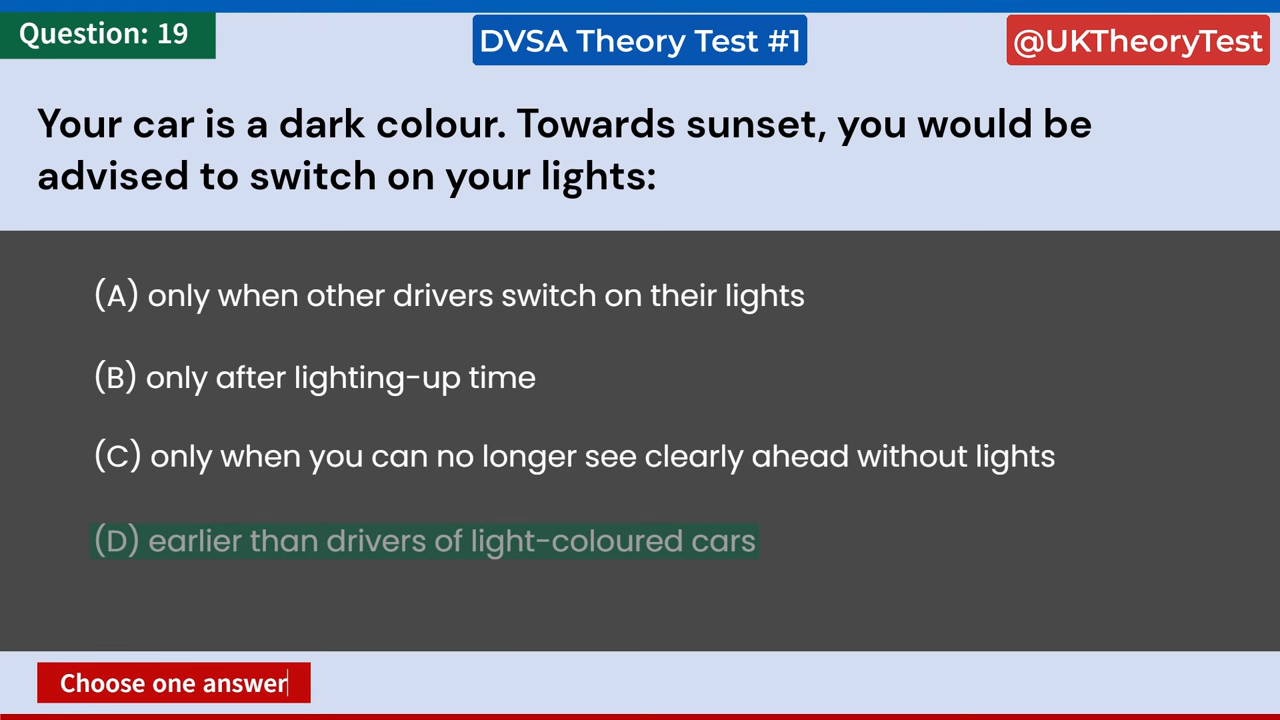 Question: 19
DVSA Theory Test #1
@UKTheoryTest
Your car is a dark colour. Towards sunset, you would be
advised to switch on your lights:
(A) only when other drivers switch on their lights
(B) only after lighting-up time
(C) only when you can no longer see clearly ahead without lights
(D) earlier than drivers of light-coloured cars
Choose one answer